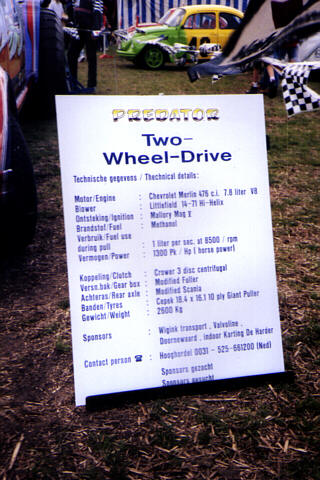 PREDATOR
Two-
Wheel-Drive
Technische gegevens / Thechnical details:
Motor/Engine : Chevrolet Merlin 476 c.i. 7.8 liter V8
Blower : Littlefield 14-71 Hi-Helix
Ontsteking/Ignition : Mallory Mag V
Brandstof/Fuel : Methanol
Verbruik/Fuel use
during pull : 1 liter per sec. at 8500 / rpm
Vermogen/Power : 1300 Pk / Hp ( horse power)
Koppeling/Clutch : Crower 3 disc centrifugal
Versn.bak/Gear box : Modified Fuller
Achteras/Rear axle : Modified Scania
Banden/Tyres : Cepek 18.4 x 16.1 10 ply Giant Puller
Gewicht/Weight : 2600 Kg
Sponsors : Wigink transport , Valvoline ,
Doornewaard , indoor Karting De Harder
Contact person ☎ : Hooghordel 0031 - 525-661200 (Ned)
Sponsors gezocht
Sponsors gesucht